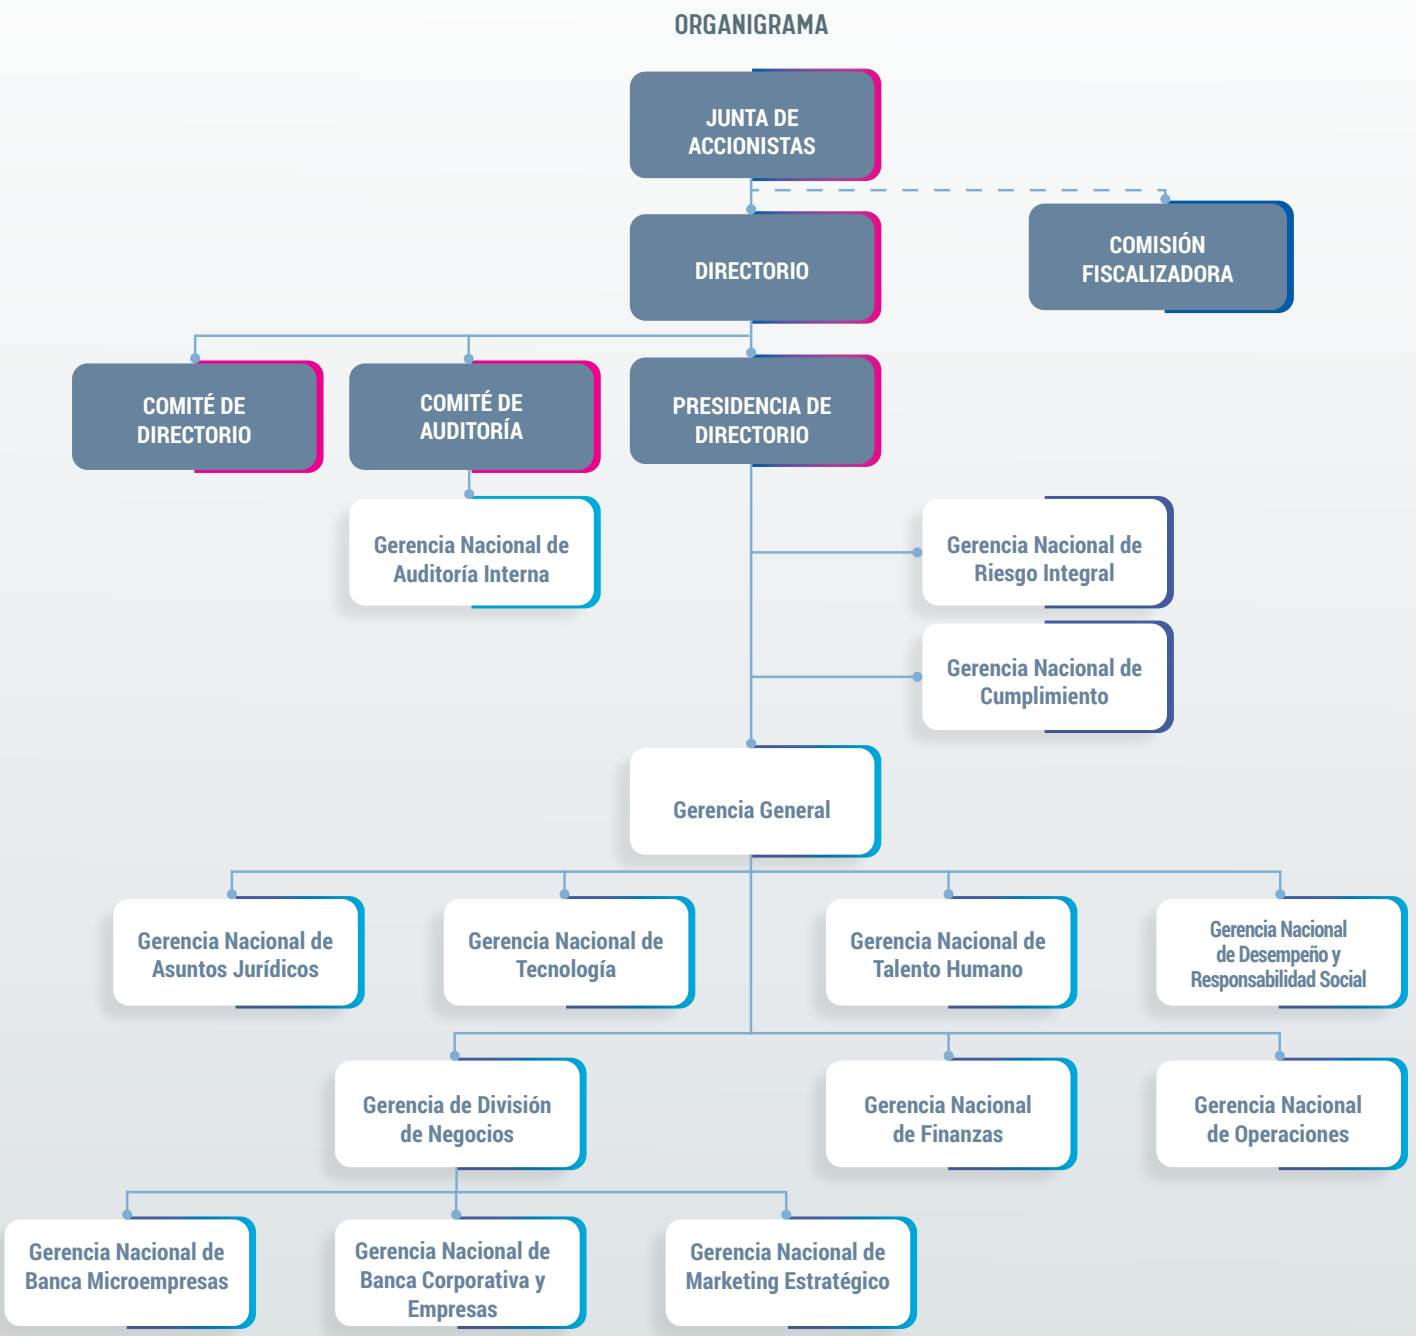 ORGANIGRAMA
JUNTA DE
ACCIONISTAS
COMISIÓN
FISCALIZADORA
DIRECTORIO
COMITÉ DE
DIRECTORIO
COMITÉ DE
AUDITORÍA
PRESIDENCIA DE
DIRECTORIO
Gerencia Nacional de
Auditoría Interna
Gerencia Nacional de
Riesgo Integral
Gerencia Nacional de
Cumplimiento
Gerencia General
Gerencia Nacional de
Asuntos Jurídicos
Gerencia Nacional de
Tecnología
Gerencia Nacional de
Talento Humano
Gerencia Nacional
de Desempeño y
Responsabilidad Social
Gerencia de División
de Negocios
Gerencia Nacional
de Finanzas
Gerencia Nacional
de Operaciones
Gerencia Nacional de
Banca Microempresas
Gerencia Nacional de
Banca Corporativa y
Empresas
Gerencia Nacional de
Marketing Estratégico